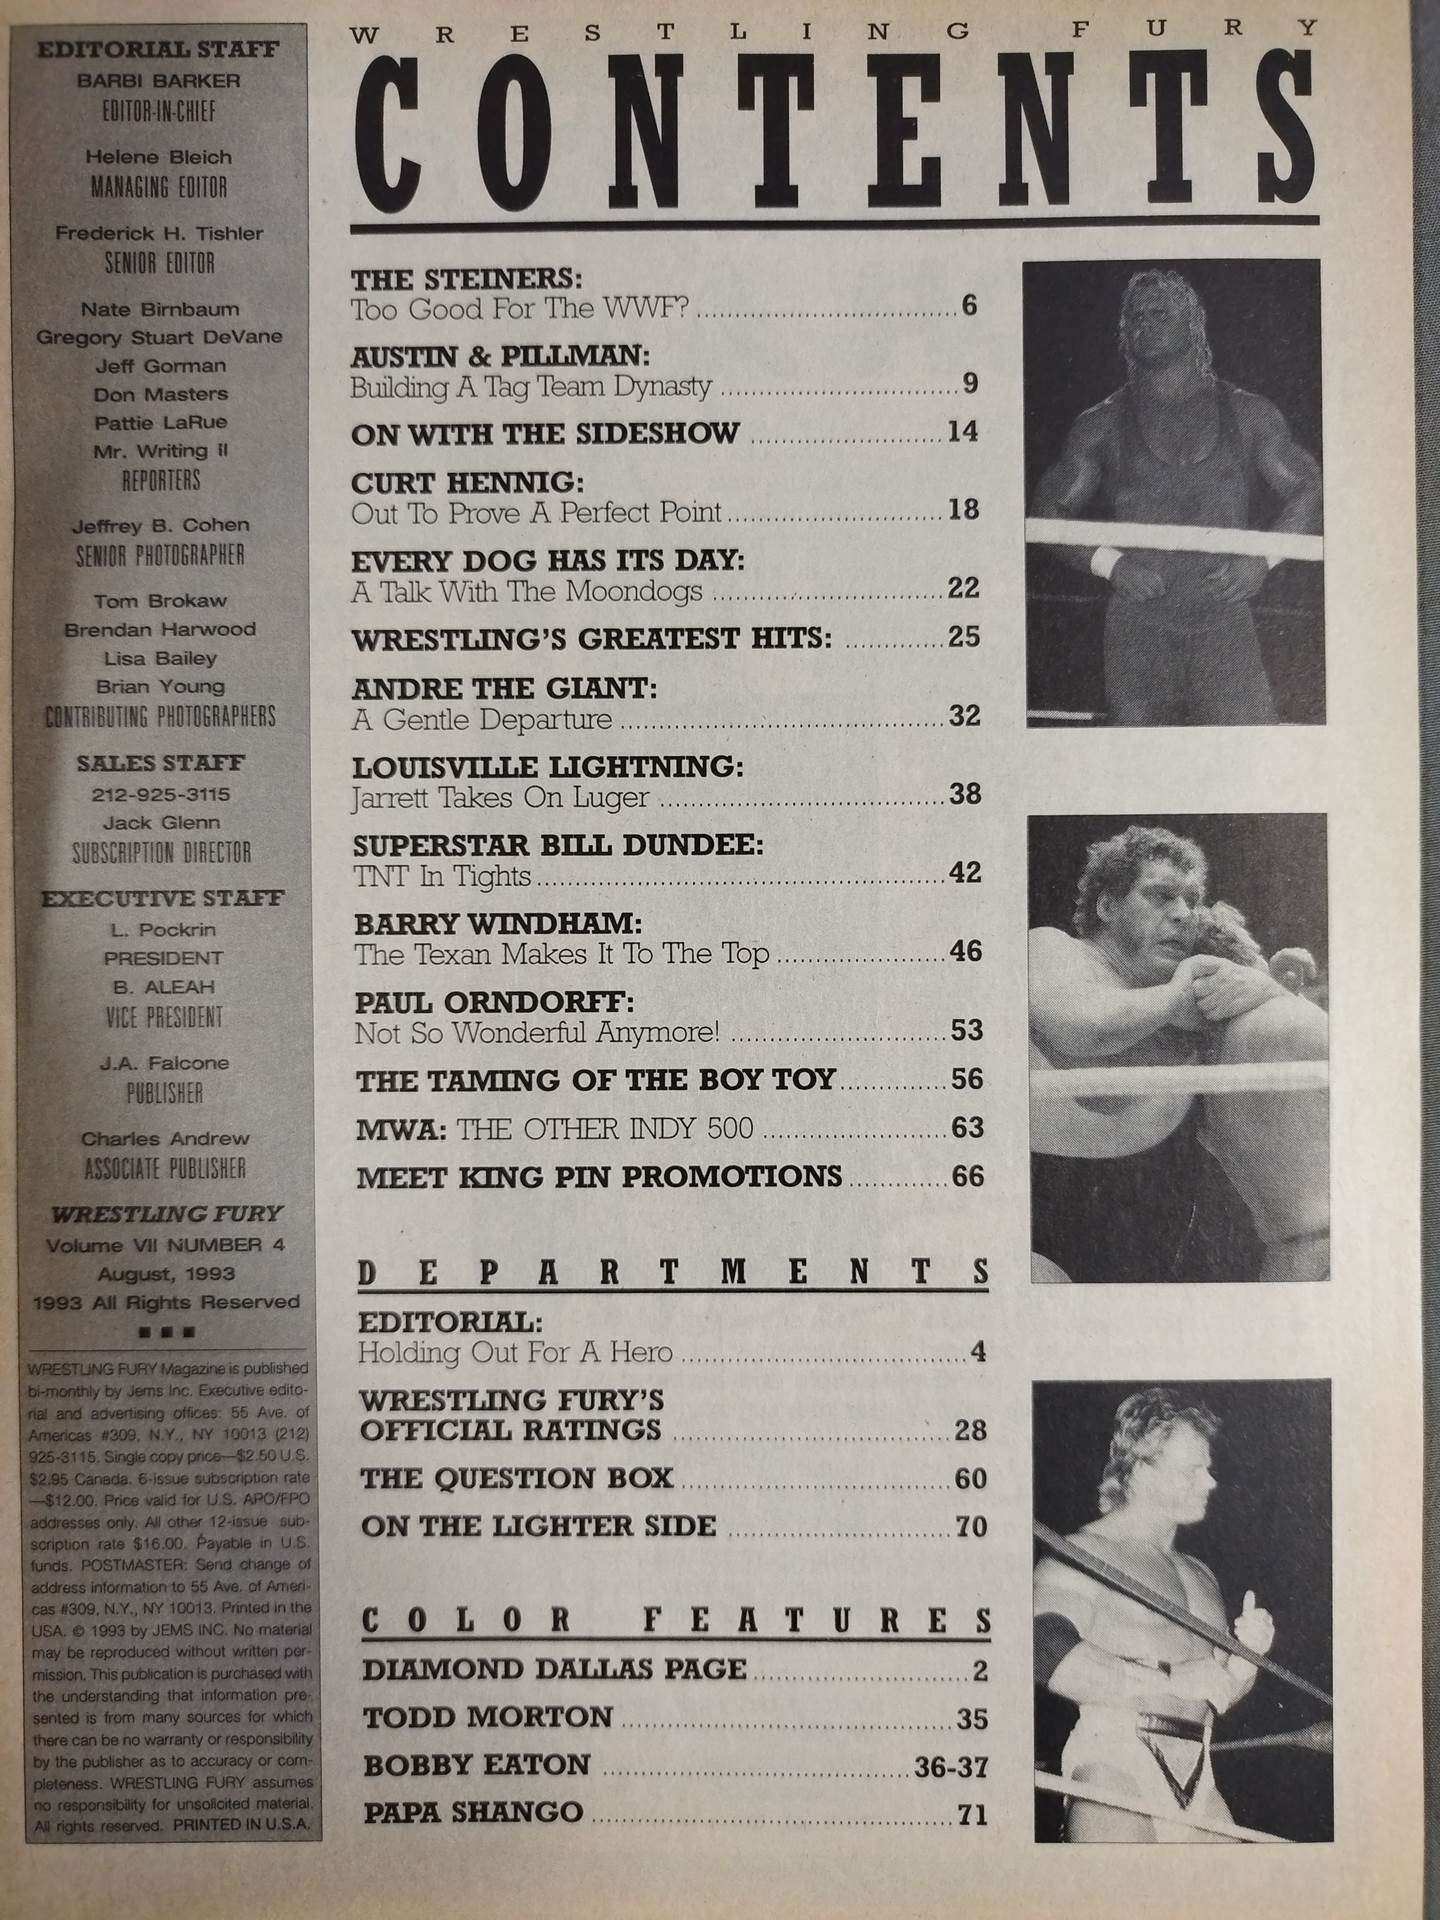 EDITORIAL STAFF
BARBI BARKER
EDITOR-IN-CHIEF
Helene Bleich
MANAGING EDITOR
Frederick H. Tishler
SENIOR EDITOR
Nate Birnbaum
Gregory Stuart DeVane
Jeff Gorman
Don Masters
Pattie LaRue
Mr. Writing II
REPORTERS
Jeffrey B. Cohen
SENIOR PHOTOGRAPHER
Tom Brokaw
Brendan Harwood
Lisa Bailey
Brian Young
CONTRIBUTING PHOTOGRAPHERS
SALES STAFF
212-925-3115
Jack Glenn
SUBSCRIPTION DIRECTOR
EXECUTIVE STAFF
L. Pockrin
PRESIDENT
B. ALEAH
VICE PRESIDENT
J.A. Falcone
PUBLISHER
Charles Andrew
ASSOCIATE PUBLISHER
WRESTLING FURY
Volume VII NUMBER 4
August, 1993
1993 All Rights Reserved
WRESTLING FURY Magazine is published
bi-monthly by Jems Inc. Executive edito-
rial and advertising offices: 55 Ave. of
Americas #309, N.Y., NY 10013 (212)
925-3115. Single copy price—$2.50 U.S.
$2.95 Canada. 6-issue subscription rate
—$12.00. Price valid for U.S. APO/FPO
addresses only. All other 12-issue sub-
scription rate $16.00. Payable in U.S.
funds. POSTMASTER: Send change of
address information to 55 Ave. of Ameri-
cas #309, N.Y., NY 10013. Printed in the
USA. © 1993 by JEMS INC. No material
may be reproduced without written per-
mission. This publication is purchased with
the understanding that information pre-
sented is from many sources for which
there can be no warranty or responsibility
by the publisher as to accuracy or com-
pleteness. WRESTLING FURY assumes
no responsibility for unsolicited material.
All rights reserved. PRINTED IN U.S.A.
WRESTLING FURY
CONTENTS
THE STEINERS:
Too Good For The WWF? ........ 6
AUSTIN & PILLMAN:
Building A Tag Team Dynasty ........ 9
ON WITH THE SIDESHOW ........ 14
CURT HENNIG:
Out To Prove A Perfect Point ........ 18
EVERY DOG HAS ITS DAY:
A Talk With The Moondogs ........ 22
WRESTLING'S GREATEST HITS: ........ 25
ANDRE THE GIANT:
A Gentle Departure ........ 32
LOUISVILLE LIGHTNING:
Jarrett Takes On Luger ........ 38
SUPERSTAR BILL DUNDEE:
TNT In Tights ........ 42
BARRY WINDHAM:
The Texan Makes It To The Top ........ 46
PAUL ORNDORFF:
Not So Wonderful Anymore! ........ 53
THE TAMING OF THE BOY TOY ........ 56
MWA: THE OTHER INDY 500 ........ 63
MEET KING PIN PROMOTIONS ........ 66
DEPARTMENTS
EDITORIAL:
Holding Out For A Hero ........ 4
WRESTLING FURY'S
OFFICIAL RATINGS ........ 28
THE QUESTION BOX ........ 60
ON THE LIGHTER SIDE ........ 70
COLOR FEATURES
DIAMOND DALLAS PAGE ........ 2
TODD MORTON ........ 35
BOBBY EATON ........ 36-37
PAPA SHANGO ........ 71